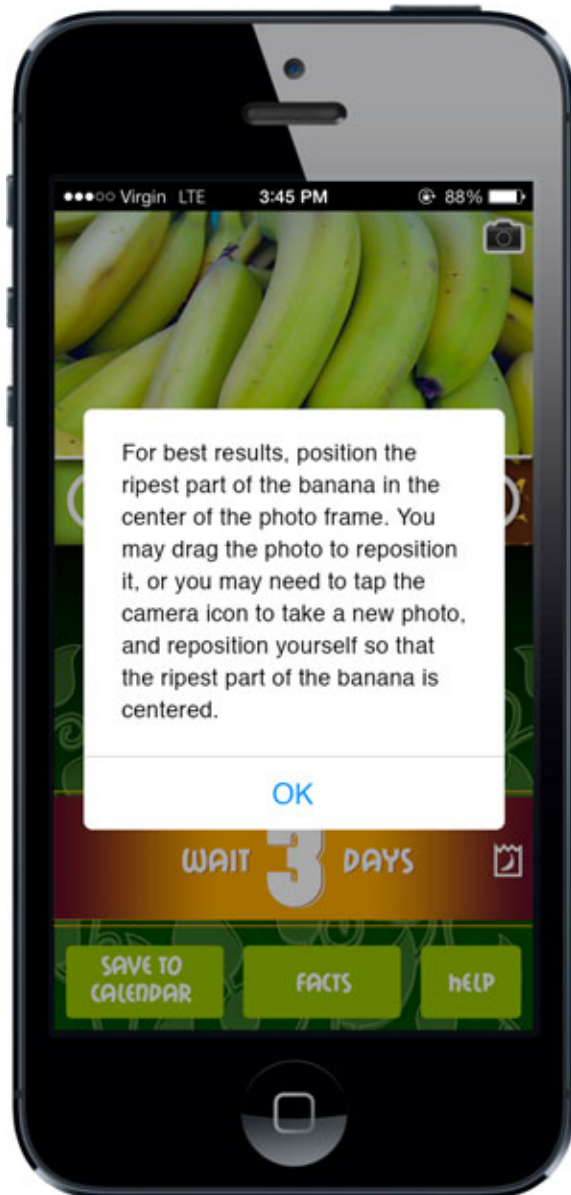 ●●●○○ Virgin LTE 3:45 PM 88%
For best results, position the
ripest part of the banana in the
center of the photo frame. You
may drag the photo to reposition
it, or you may need to tap the
camera icon to take a new photo,
and reposition yourself so that
the ripest part of the banana is
centered.
OK
WAIT 3 DAYS
SAVE TO
CALENDAR
FACTS
HELP